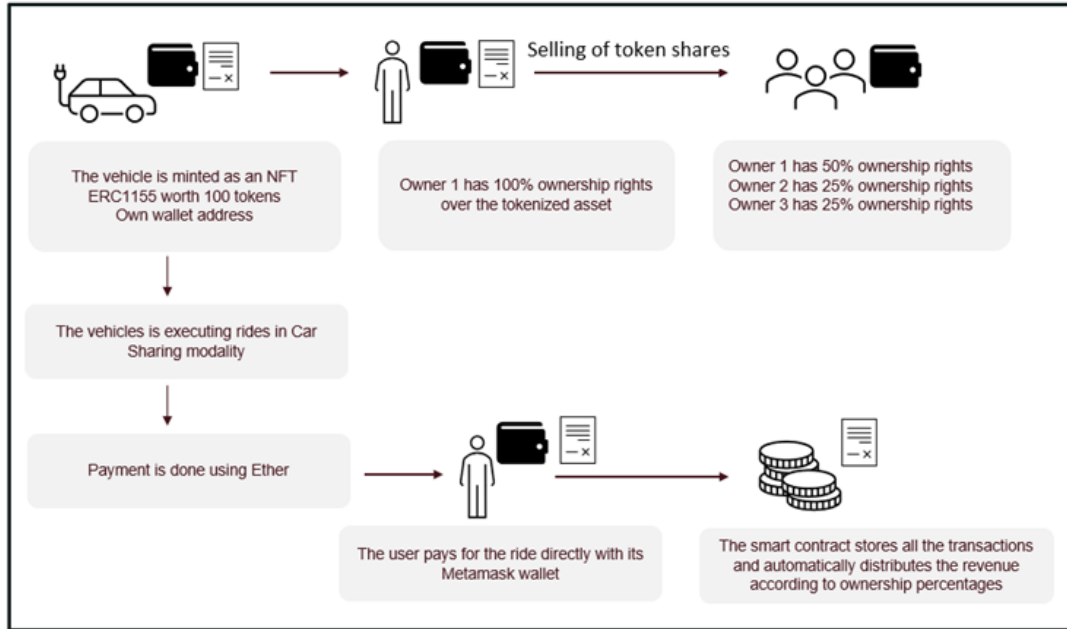 Selling of token shares
The vehicle is minted as an NFT
ERC1155 worth 100 tokens
Own wallet address
Owner 1 has 100% ownership rights
over the tokenized asset
Owner 1 has 50% ownership rights
Owner 2 has 25% ownership rights
Owner 3 has 25% ownership rights
The vehicles is executing rides in Car
Sharing modality
Payment is done using Ether
The user pays for the ride directly with its
Metamask wallet
The smart contract stores all the transactions
and automatically distributes the revenue
according to ownership percentages